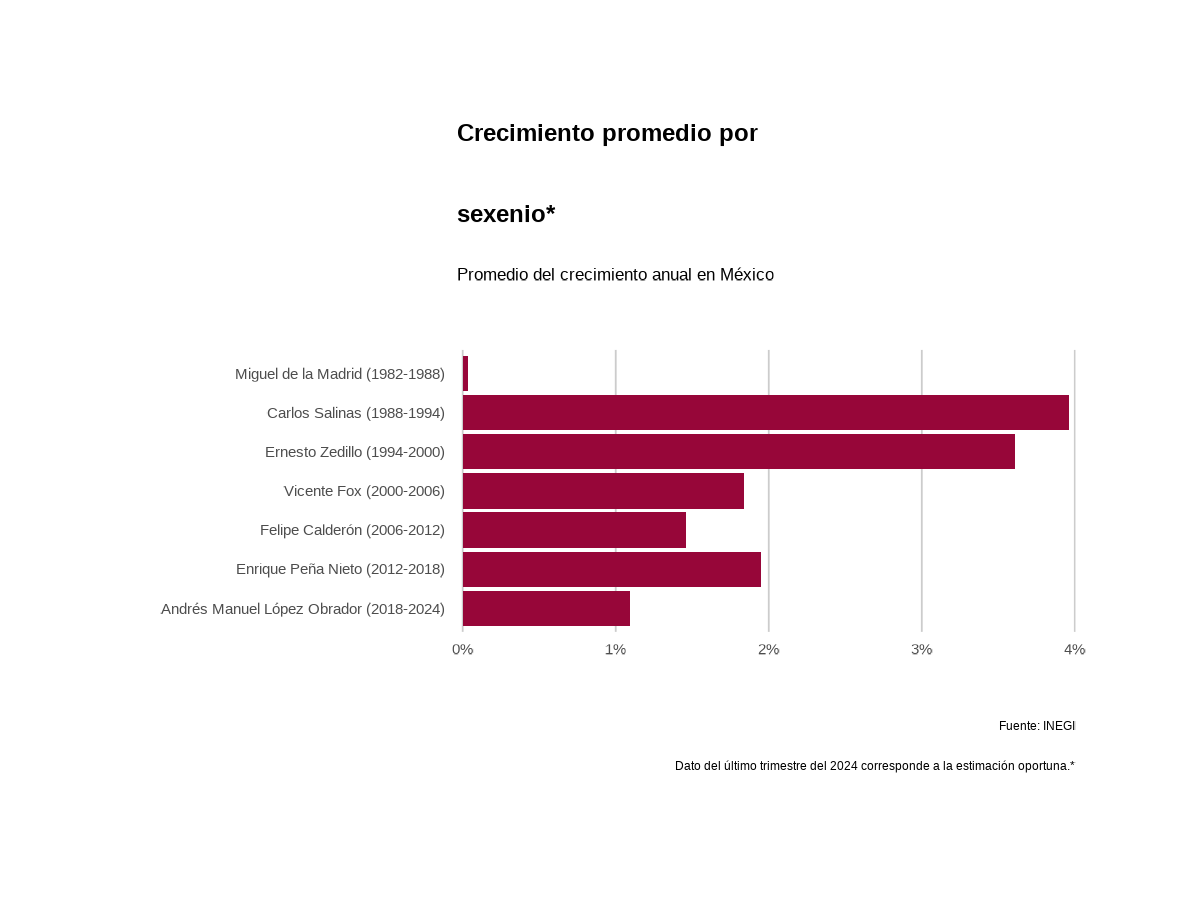 Crecimiento promedio por
sexenio*
Promedio del crecimiento anual en México
Miguel de la Madrid (1982-1988)
Carlos Salinas (1988-1994)
Ernesto Zedillo (1994-2000)
Vicente Fox (2000-2006)
Felipe Calderón (2006-2012)
Enrique Peña Nieto (2012-2018)
Andrés Manuel López Obrador (2018-2024)
0% 1% 2% 3% 4%
Fuente: INEGI
Dato del último trimestre del 2024 corresponde a la estimación oportuna.*